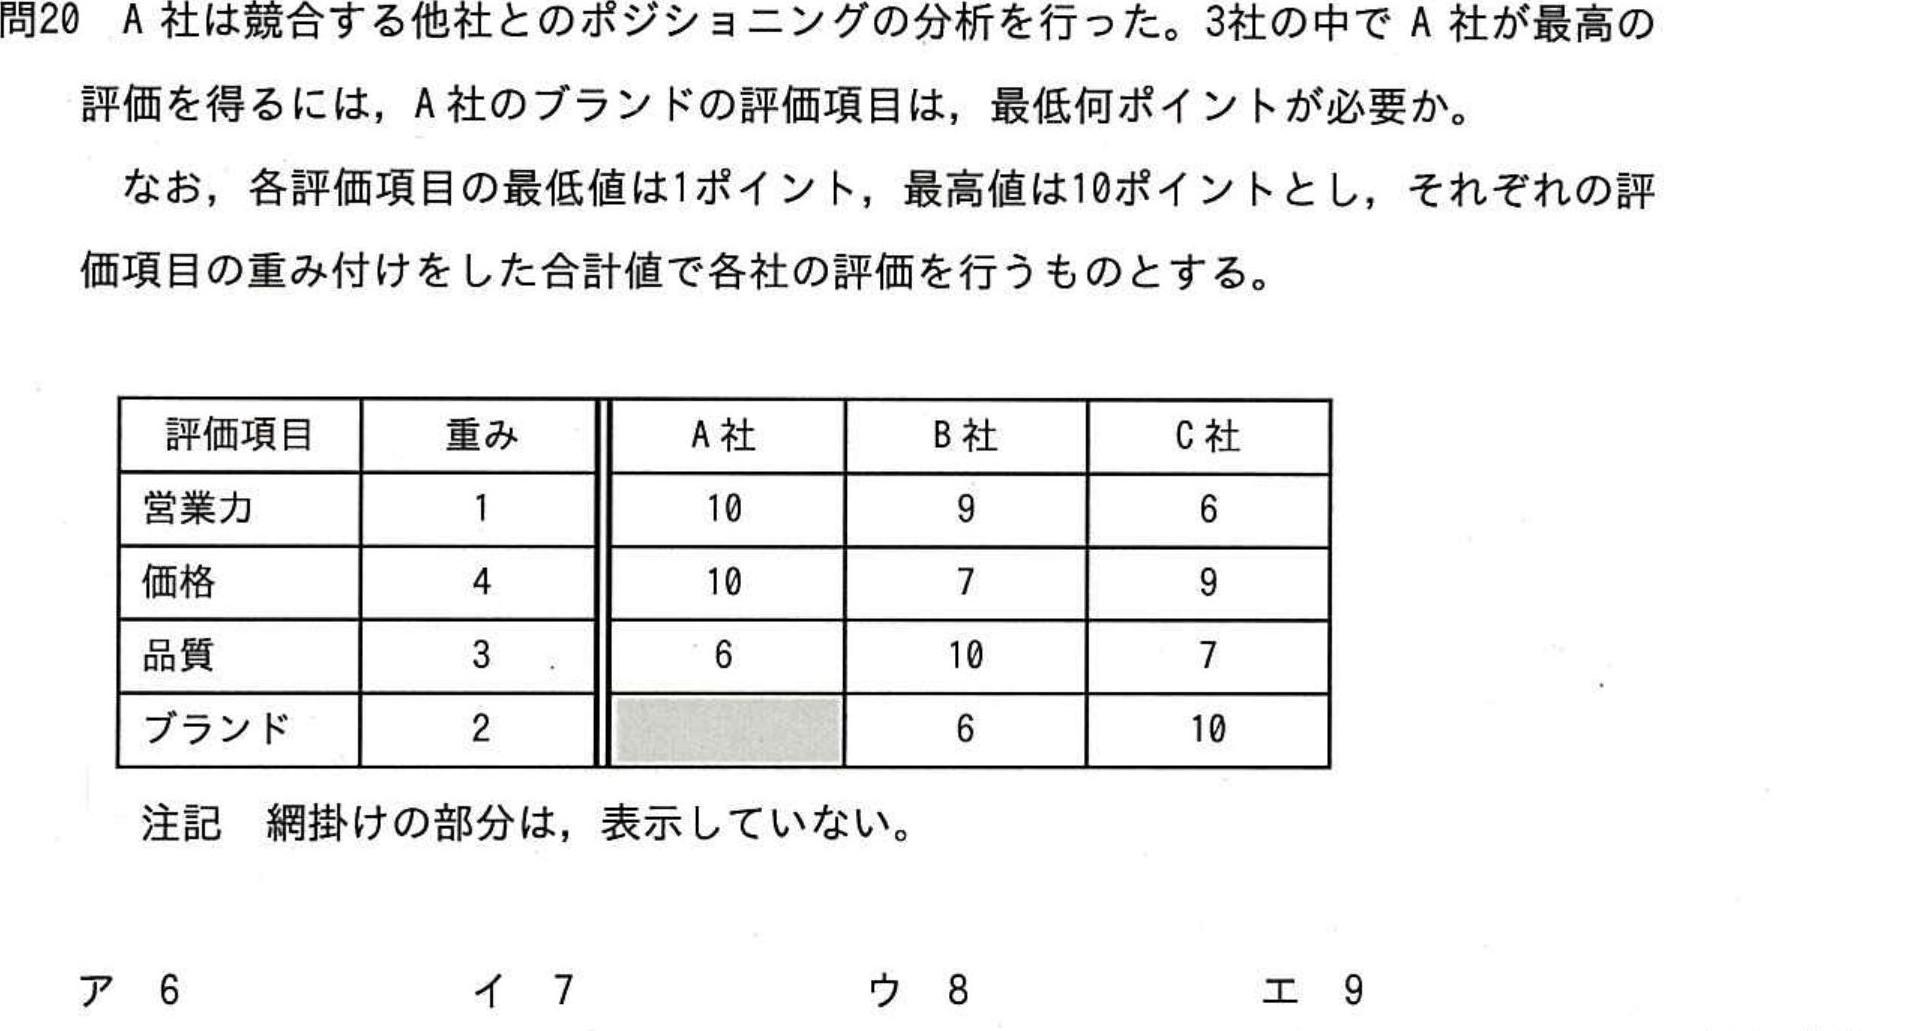 問20　A 社は競合する他社とのポジショニングの分析を行った。3社の中で A 社が最高の
評価を得るには，A 社のブランドの評価項目は，最低何ポイントが必要か。
なお，各評価項目の最低値は1ポイント，最高値は10ポイントとし，それぞれの評
価項目の重み付けをした合計値で各社の評価を行うものとする。
評価項目 重み A 社 B 社 C 社
営業力 1 10 9 6
価格 4 10 7 9
品質 3 6 10 7
ブランド 2 6 10
注記　網掛けの部分は，表示していない。
ア　6　イ　7　ウ　8　エ　9